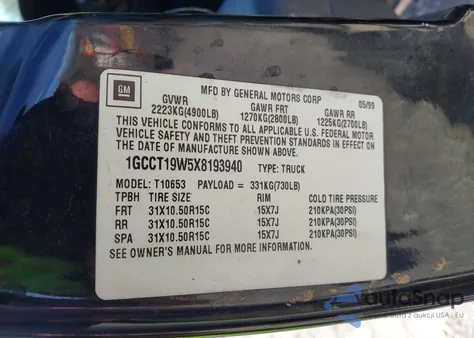 GM
MFD BY GENERAL MOTORS CORP 05/99
GVWR GAWR FRT GAWR RR
2223KG(4900LB) 1270KG(2800LB) 1225KG(2700LB)
THIS VEHICLE CONFORMS TO ALL APPLICABLE U.S. FEDERAL MOTOR
VEHICLE SAFETY AND THEFT PREVENTION STANDARDS IN EFFECT ON
THE DATE OF MANUFACTURE SHOWN ABOVE.
1GCCT19W5X8193940 TYPE: TRUCK
MODEL: T10653 PAYLOAD = 331KG(730LB)
TPBH TIRE SIZE RIM COLD TIRE PRESSURE
FRT 31X10.50R15C 15X7J 210KPA(30PSI)
RR 31X10.50R15C 15X7J 210KPA(30PSI)
SPA 31X10.50R15C 15X7J 210KPA(30PSI)
SEE OWNER'S MANUAL FOR MORE INFORMATION.
autoSnap